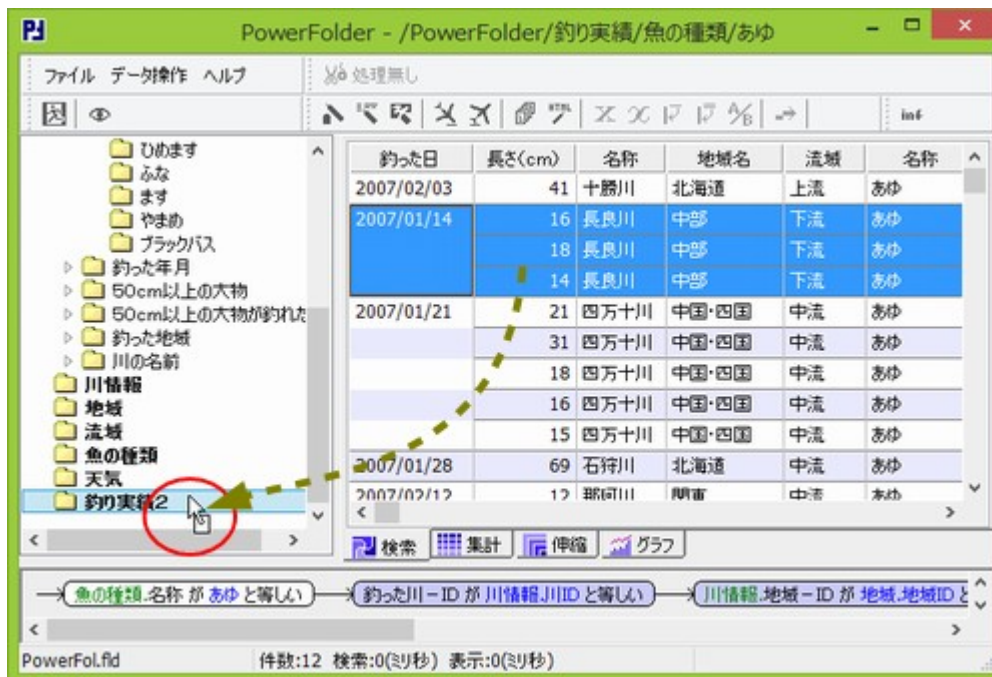 PowerFolder - /PowerFolder/釣り実績/魚の種類/あゆ
ファイル データ操作 ヘルプ 処理無し
inf
ひめます
ふな
ます
やまめ
ブラックバス
釣った年月
50cm以上の大物
50cm以上の大物が釣れた
釣った地域
川の名前
川情報
地域
流域
魚の種類
天気
釣り実績2
釣った日 長さ(cm) 名称 地域名 流域 名称
2007/02/03 41 十勝川 北海道 上流 あゆ
2007/01/14 16 長良川 中部 下流 あゆ
18 長良川 中部 下流 あゆ
14 長良川 中部 下流 あゆ
2007/01/21 21 四万十川 中国・四国 中流 あゆ
31 四万十川 中国・四国 中流 あゆ
18 四万十川 中国・四国 中流 あゆ
16 四万十川 中国・四国 中流 あゆ
15 四万十川 中国・四国 中流 あゆ
2007/01/28 69 石狩川 北海道 中流 あゆ
2007/02/12 12 那珂川 関東 中流 あゆ
検索 集計 伸縮 グラフ
魚の種類.名称 が あゆ と等しい 釣った川-ID が 川情報.川ID と等しい 川情報.地域-ID が 地域.地域ID と
PowerFol.fld 件数:12 検索:0(ミリ秒) 表示:0(ミリ秒)